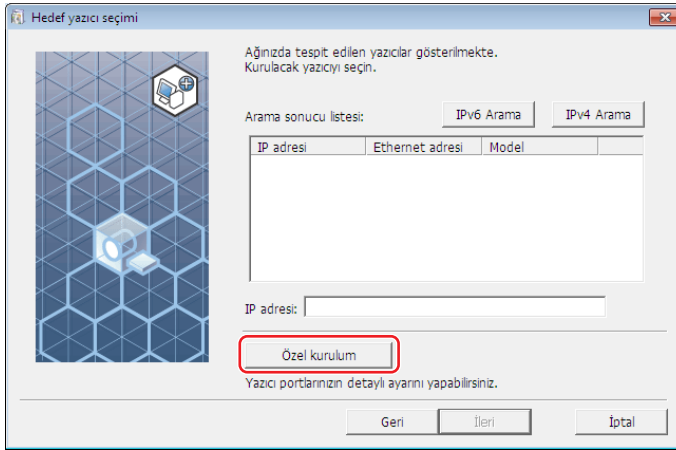 Hedef yazıcı seçimi
Ağınızda tespit edilen yazıcılar gösterilmekte.
Kurulacak yazıcıyı seçin.
Arama sonucu listesi: IPv6 Arama IPv4 Arama
IP adresi Ethernet adresi Model
IP adresi:
Özel kurulum
Yazıcı portlarınızın detaylı ayarını yapabilirsiniz.
Geri İleri İptal